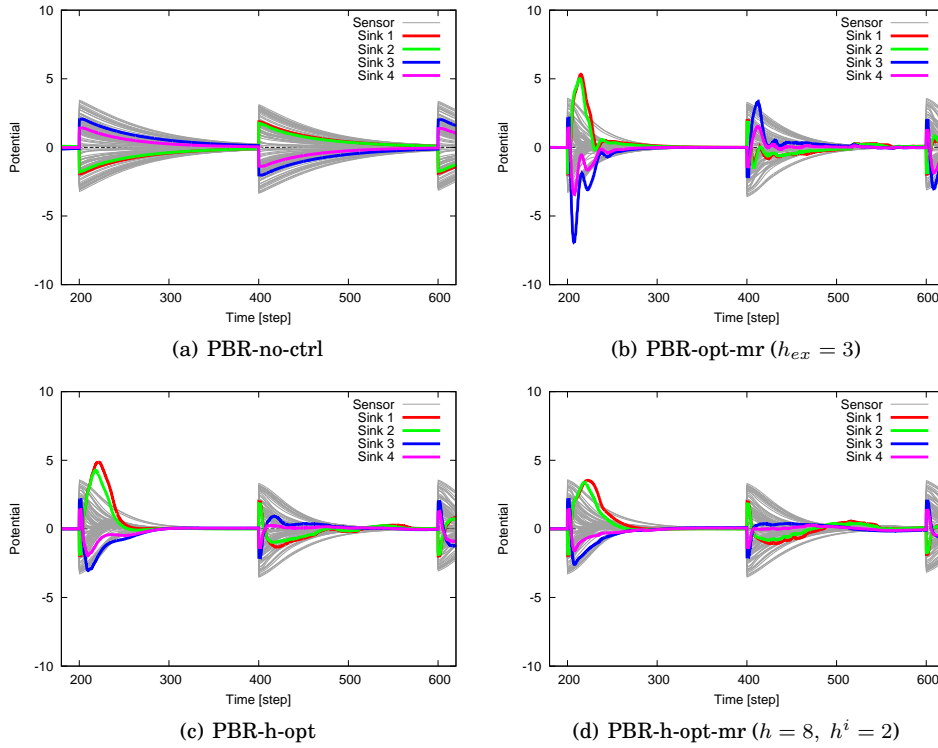 10
5
0
-5
-10
200
300
400
500
600
Potential
Time [step]
Sensor
Sink 1
Sink 2
Sink 3
Sink 4
(a) PBR-no-ctrl
10
5
0
-5
-10
200
300
400
500
600
Potential
Time [step]
Sensor
Sink 1
Sink 2
Sink 3
Sink 4
(b) PBR-opt-mr (h_{ex} = 3)
10
5
0
-5
-10
200
300
400
500
600
Potential
Time [step]
Sensor
Sink 1
Sink 2
Sink 3
Sink 4
(c) PBR-h-opt
10
5
0
-5
-10
200
300
400
500
600
Potential
Time [step]
Sensor
Sink 1
Sink 2
Sink 3
Sink 4
(d) PBR-h-opt-mr (h = 8, h^i = 2)